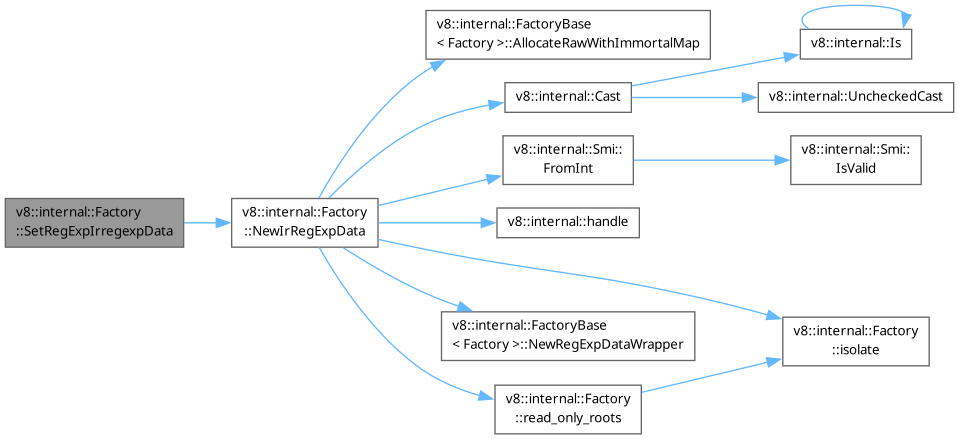 v8::internal::FactoryBase
< Factory >::AllocateRawWithImmortalMap
v8::internal::Is
v8::internal::Cast
v8::internal::UncheckedCast
v8::internal::Smi::
FromInt
v8::internal::Smi::
IsValid
v8::internal::Factory
::SetRegExpIrregexpData
v8::internal::Factory
::NewIrRegExpData
v8::internal::handle
v8::internal::FactoryBase
< Factory >::NewRegExpDataWrapper
v8::internal::Factory
::isolate
v8::internal::Factory
::read_only_roots